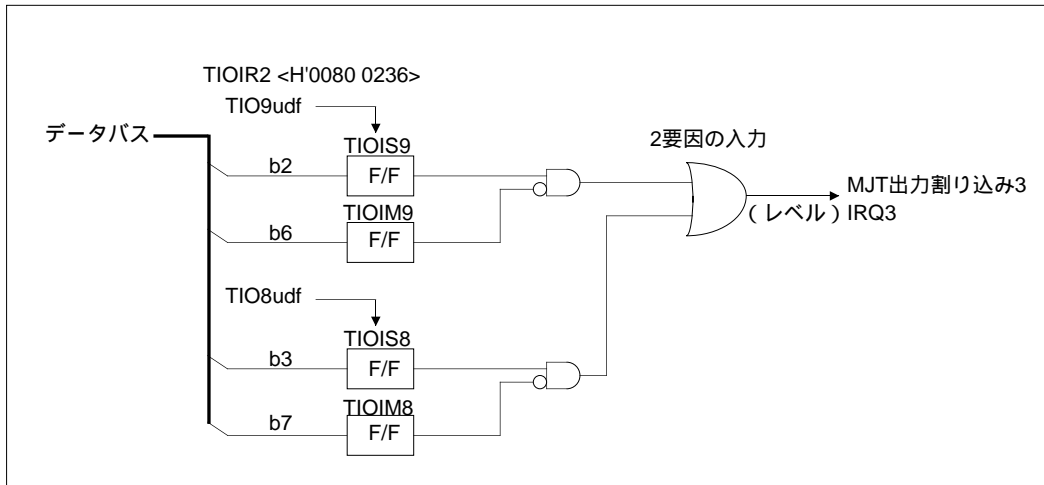 TIOIR2 <H'0080 0236>
TIO9udf
データバス
TIOIS9
2要因の入力
b2
F/F
MJT出力割り込み3
(レベル) IRQ3
TIOIM9
b6
F/F
TIO8udf
TIOIS8
b3
F/F
TIOIM8
b7
F/F